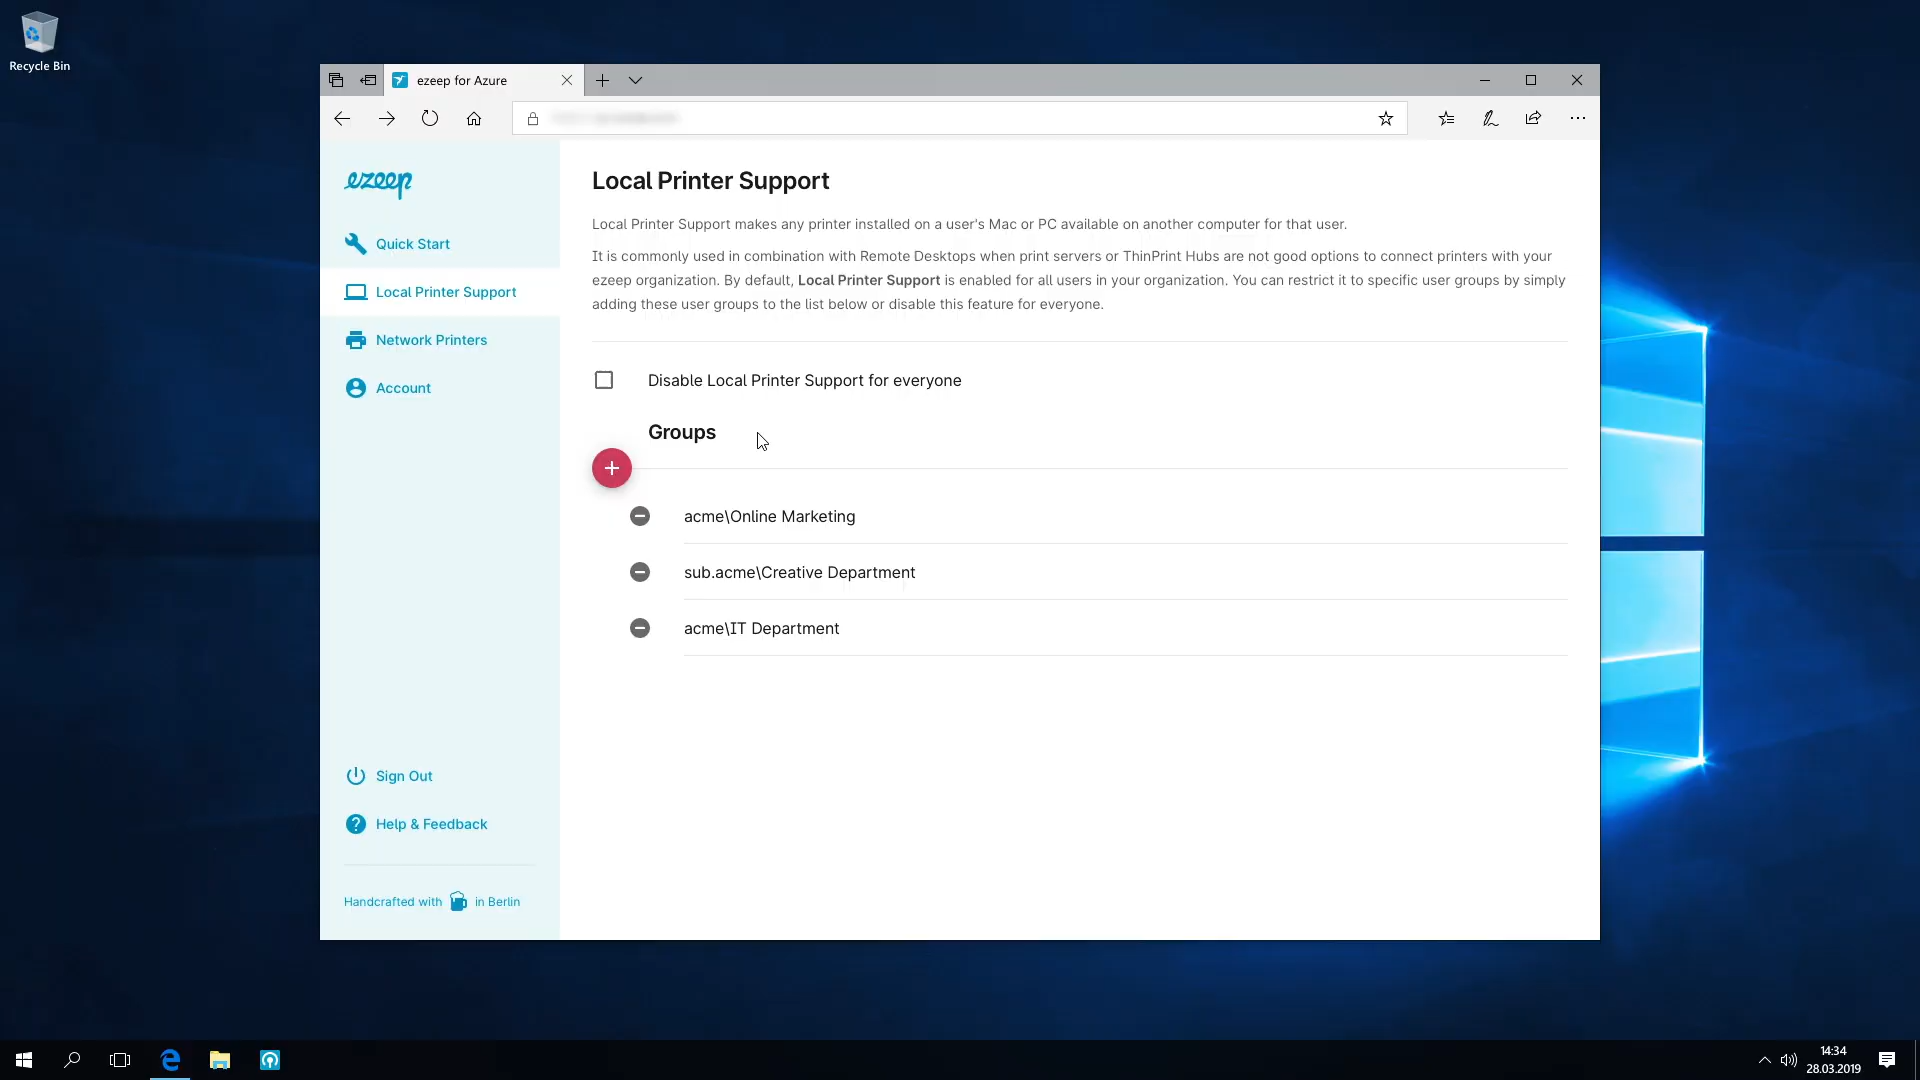 Recycle Bin
ezeep for Azure
ezeep
Quick Start
Local Printer Support
Network Printers
Account
Sign Out
Help & Feedback
Handcrafted with in Berlin
Local Printer Support
Local Printer Support makes any printer installed on a user's Mac or PC available on another computer for that user.
It is commonly used in combination with Remote Desktops when print servers or ThinPrint Hubs are not good options to connect printers with your
ezeep organization. By default, Local Printer Support is enabled for all users in your organization. You can restrict it to specific user groups by simply
adding these user groups to the list below or disable this feature for everyone.
Disable Local Printer Support for everyone
Groups
acme\Online Marketing
sub.acme\Creative Department
acme\IT Department
14:34
28.03.2019